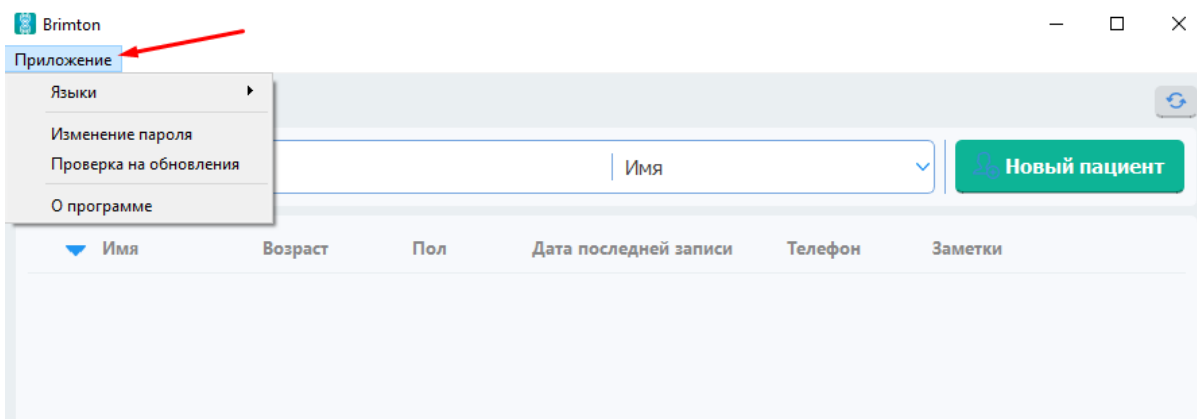 Brimton
Приложение
Языки
Изменение пароля
Проверка на обновления
О программе
Имя
Новый пациент
Имя Возраст Пол Дата последней записи Телефон Заметки